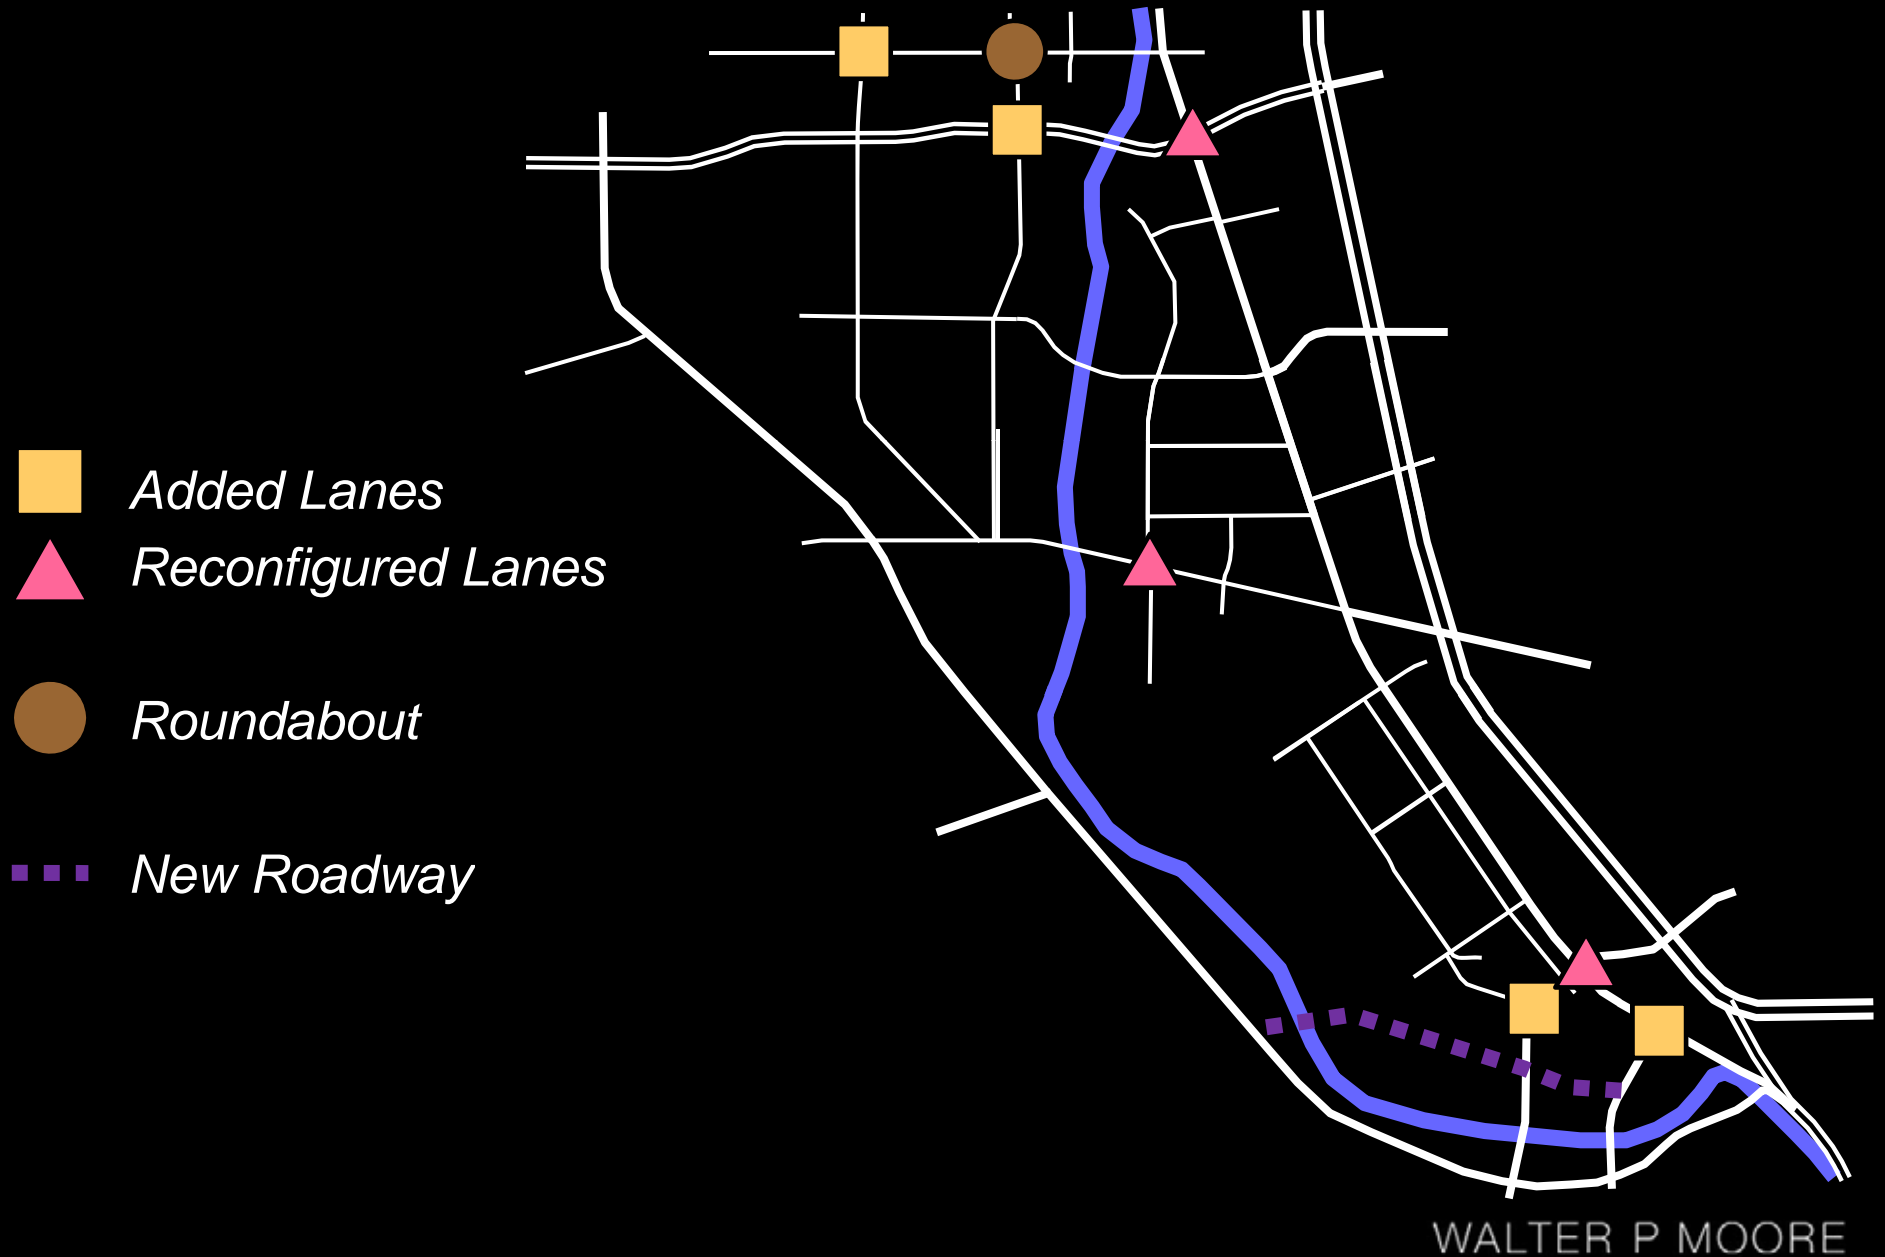 Added Lanes
Reconfigured Lanes
Roundabout
New Roadway
WALTER P MOORE